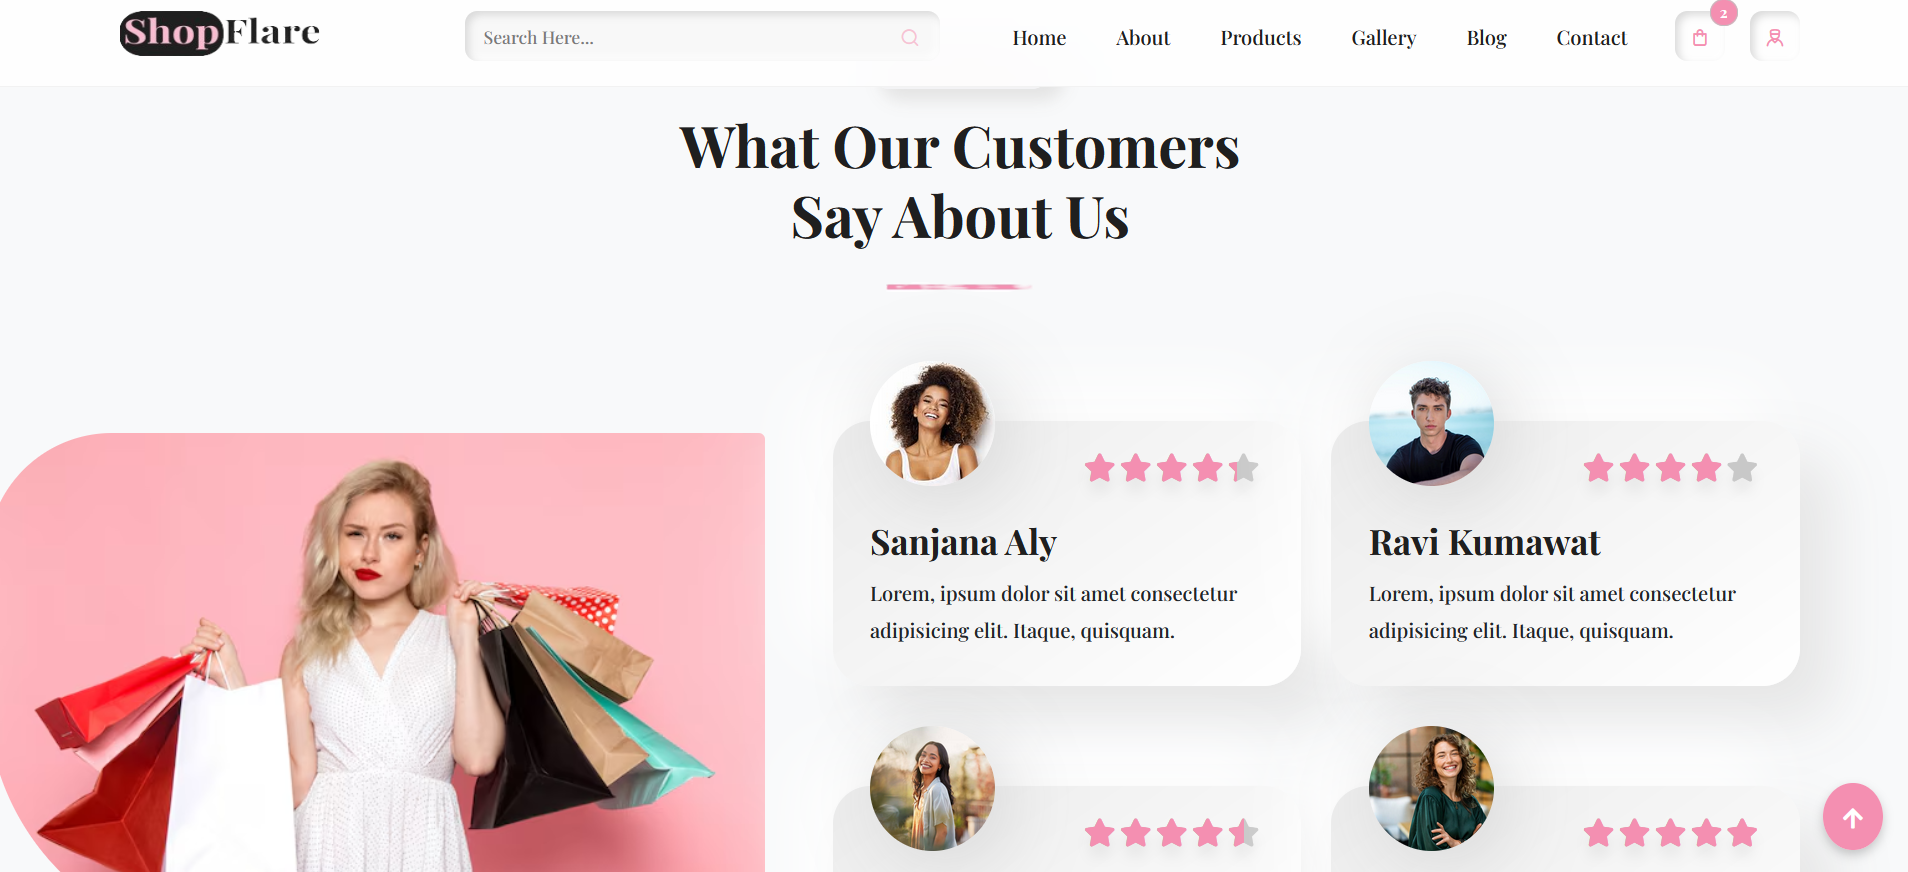 ShopFlare
Search Here...
Home
About
Products
Gallery
Blog
Contact
2
What Our Customers
Say About Us
Sanjana Aly
Lorem, ipsum dolor sit amet consectetur
adipisicing elit. Itaque, quisquam.
Ravi Kumawat
Lorem, ipsum dolor sit amet consectetur
adipisicing elit. Itaque, quisquam.